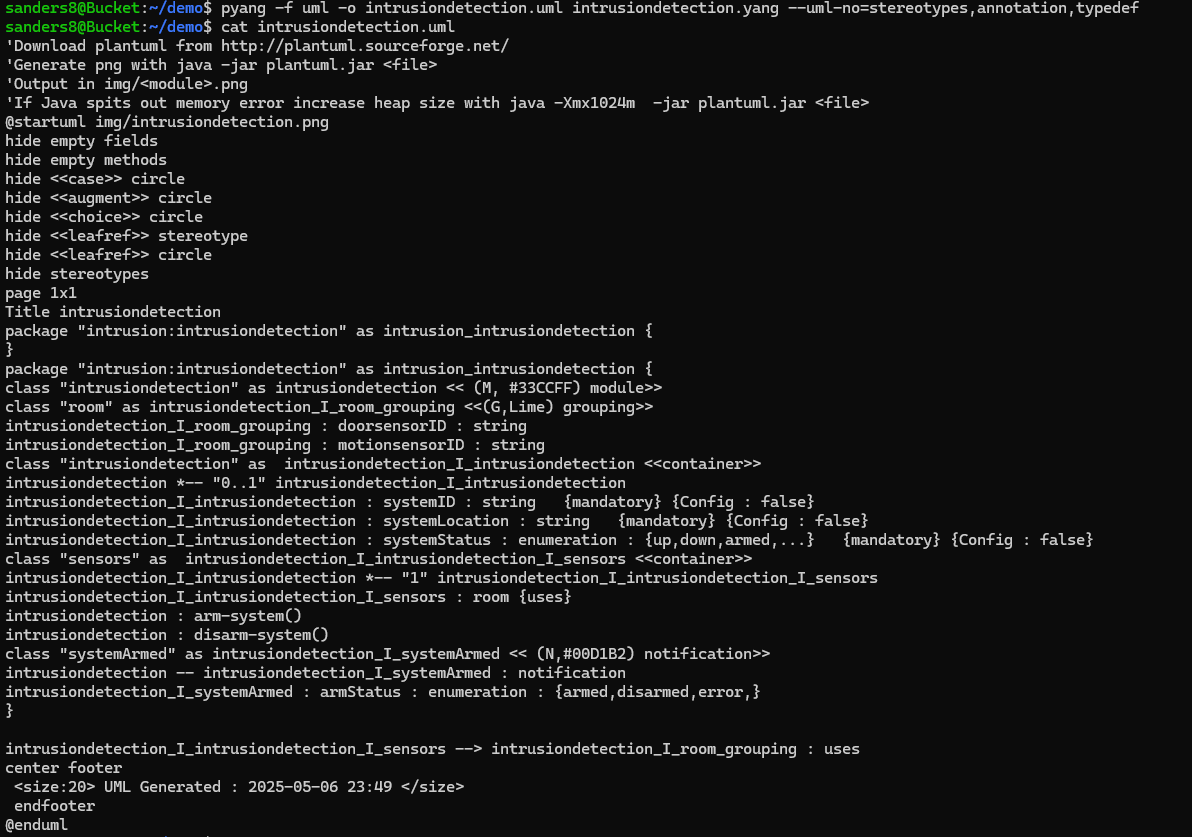 sanders8@Bucket:~/demo$ pyang -f uml -o intrusiondetection.uml intrusiondetection.yang --uml-no=stereotypes,annotation,typedef
sanders8@Bucket:~/demo$ cat intrusiondetection.uml
'Download plantuml from http://plantuml.sourceforge.net/
'Generate png with java -jar plantuml.jar <file>
'Output in img/<module>.png
'If Java spits out memory error increase heap size with java -Xmx1024m  -jar plantuml.jar <file>
@startuml img/intrusiondetection.png
hide empty fields
hide empty methods
hide <<case>> circle
hide <<augment>> circle
hide <<choice>> circle
hide <<leafref>> stereotype
hide <<leafref>> circle
hide stereotypes
page 1x1
Title intrusiondetection
package "intrusion:intrusiondetection" as intrusion_intrusiondetection {
}
package "intrusion:intrusiondetection" as intrusion_intrusiondetection {
class "intrusiondetection" as intrusiondetection << (M, #33CCFF) module>>
class "room" as intrusiondetection_I_room_grouping <<(G,Lime) grouping>>
intrusiondetection_I_room_grouping : doorsensorID : string
intrusiondetection_I_room_grouping : motionsensorID : string
class "intrusiondetection" as  intrusiondetection_I_intrusiondetection <<container>>
intrusiondetection *-- "0..1" intrusiondetection_I_intrusiondetection
intrusiondetection_I_intrusiondetection : systemID : string   {mandatory} {Config : false}
intrusiondetection_I_intrusiondetection : systemLocation : string   {mandatory} {Config : false}
intrusiondetection_I_intrusiondetection : systemStatus : enumeration : {up,down,armed,...}   {mandatory} {Config : false}
class "sensors" as  intrusiondetection_I_intrusiondetection_I_sensors <<container>>
intrusiondetection_I_intrusiondetection *-- "1" intrusiondetection_I_intrusiondetection_I_sensors
intrusiondetection_I_intrusiondetection_I_sensors : room {uses}
intrusiondetection : arm-system()
intrusiondetection : disarm-system()
class "systemArmed" as intrusiondetection_I_systemArmed << (N,#00D1B2) notification>>
intrusiondetection -- intrusiondetection_I_systemArmed : notification
intrusiondetection_I_systemArmed : armStatus : enumeration : {armed,disarmed,error,}
}
intrusiondetection_I_intrusiondetection_I_sensors --> intrusiondetection_I_room_grouping : uses
center footer
 <size:20> UML Generated : 2025-05-06 23:49 </size>
 endfooter
@enduml